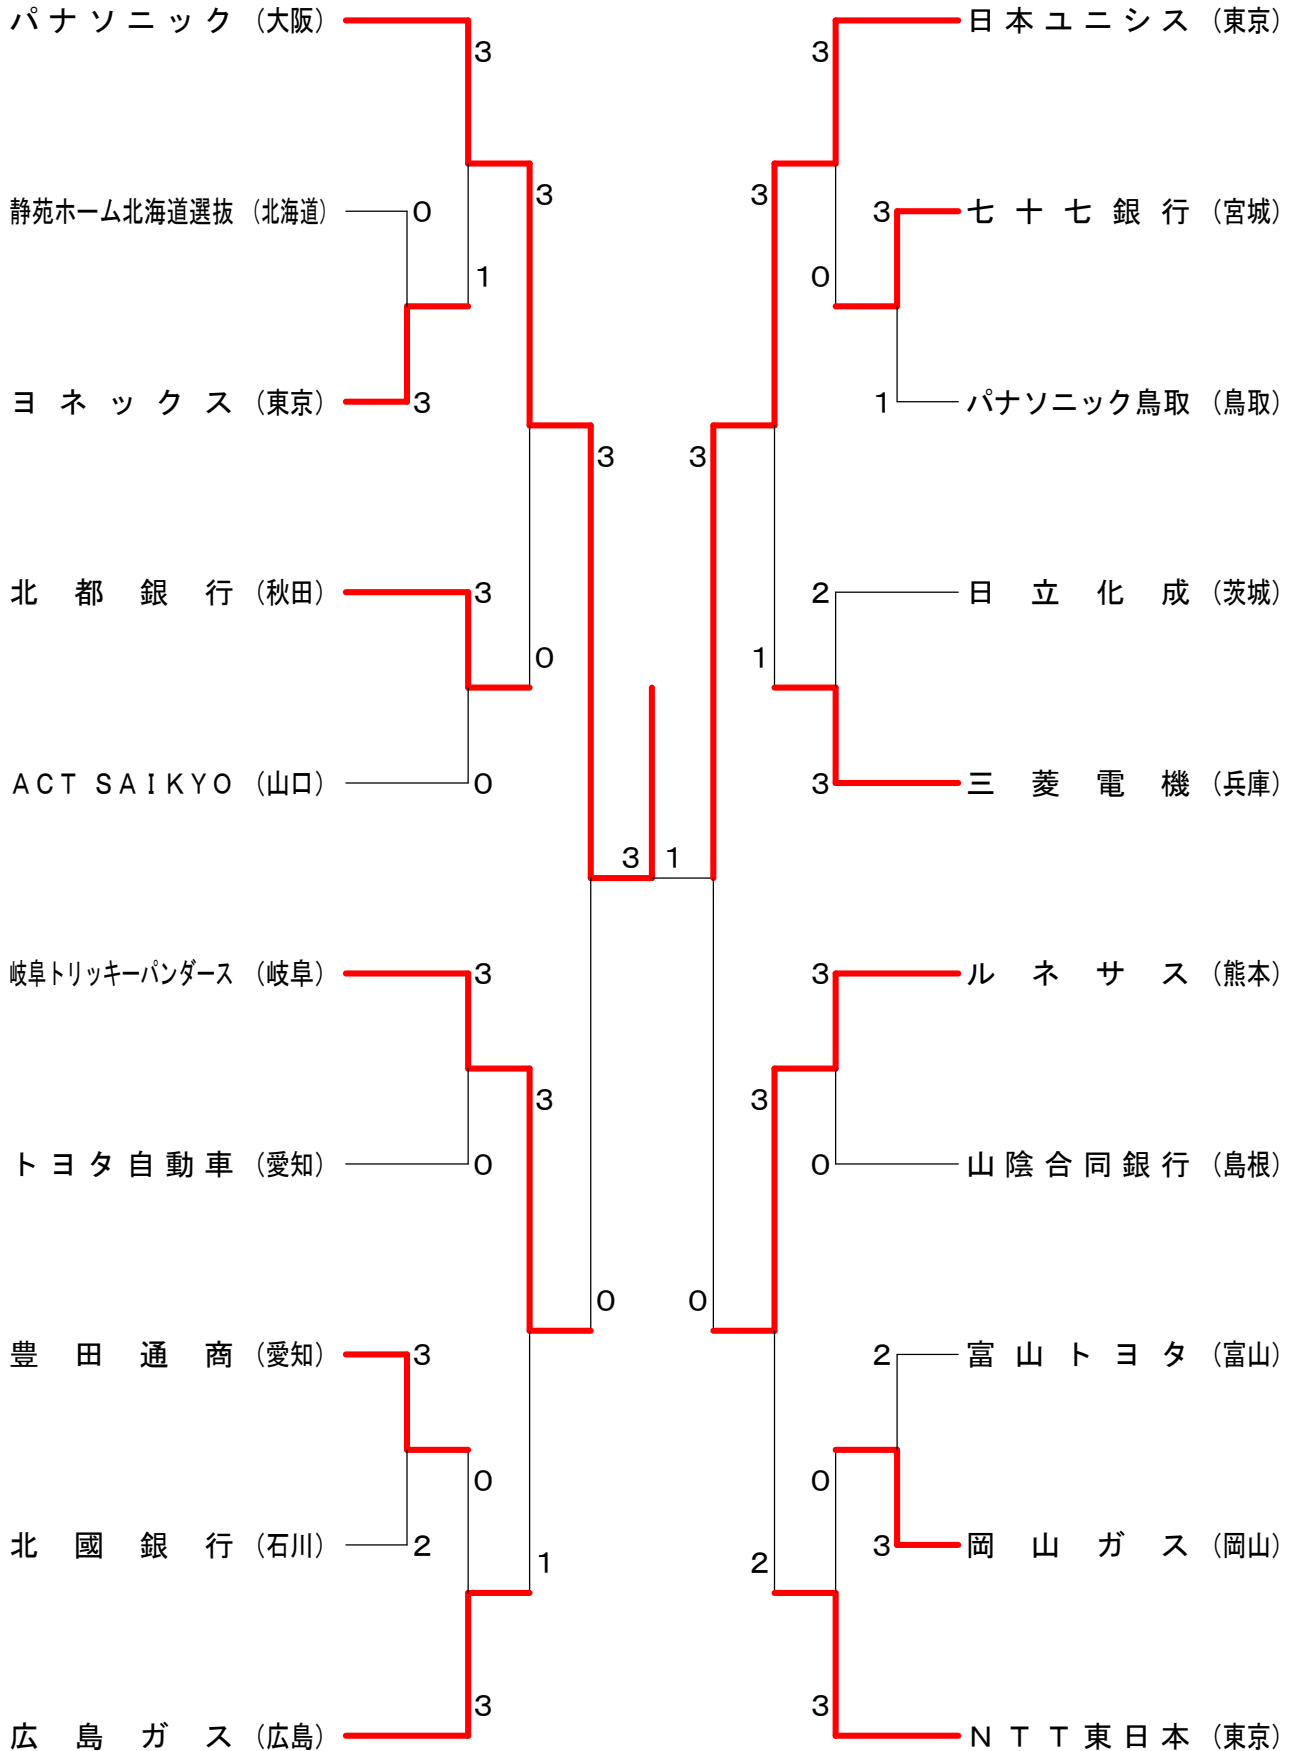 パナソニック（大阪）
3
3
日本ユニシス（東京）
3
3
静苑ホーム北海道選抜（北海道）
0
3
七十七銀行（宮城）
1
0
ヨネックス（東京）
3
1
パナソニック鳥取（鳥取）
3
3
北都銀行（秋田）
3
2
日立化成（茨城）
0
1
ACT SAIKYO（山口）
0
3
三菱電機（兵庫）
3 1
岐阜トリッキーパンダース（岐阜）
3
3
ルネサス（熊本）
3
3
トヨタ自動車（愛知）
0
0
山陰合同銀行（島根）
0
0
豊田通商（愛知）
3
2
富山トヨタ（富山）
0
0
北國銀行（石川）
2
3
岡山ガス（岡山）
1
2
3
3
広島ガス（広島）
NTT東日本（東京）